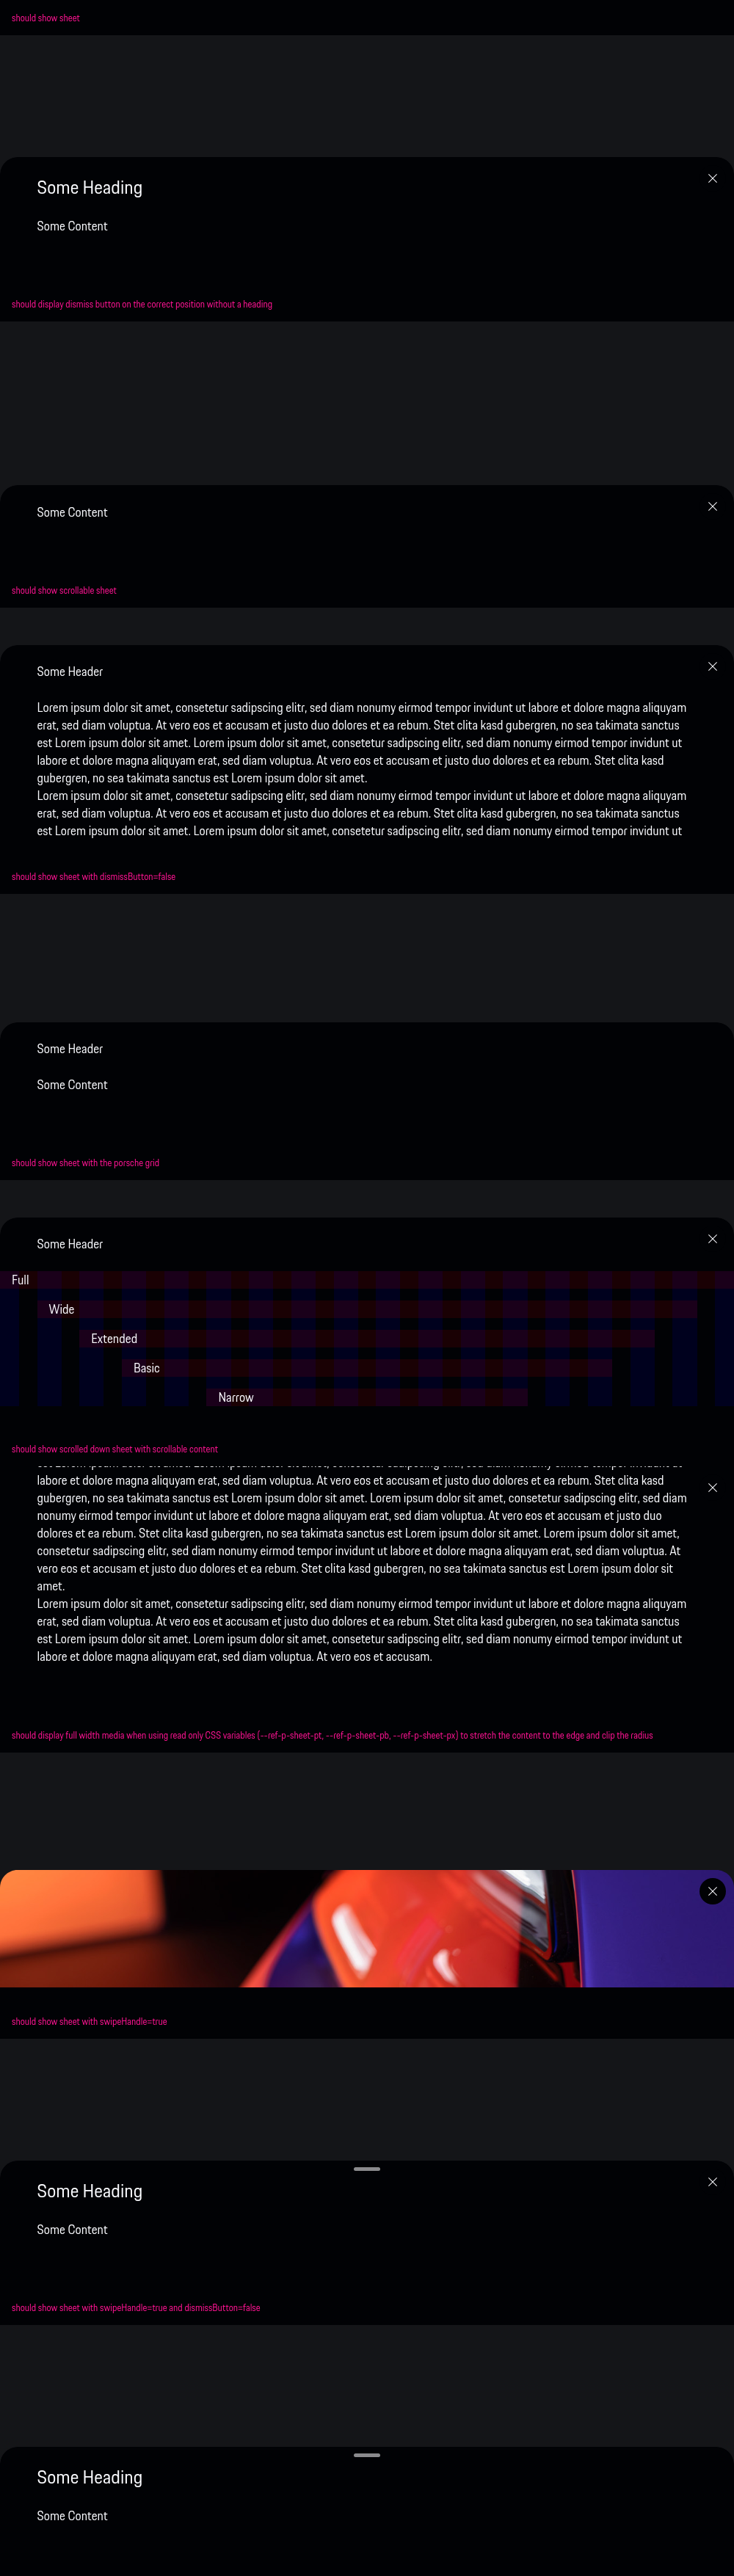 should show sheet
Some Heading
Some Content
should display dismiss button on the correct position without a heading
Some Content
should show scrollable sheet
Some Header
Lorem ipsum dolor sit amet, consetetur sadipscing elitr, sed diam nonumy eirmod tempor invidunt ut labore et dolore magna aliquyam
erat, sed diam voluptua. At vero eos et accusam et justo duo dolores et ea rebum. Stet clita kasd gubergren, no sea takimata sanctus
est Lorem ipsum dolor sit amet. Lorem ipsum dolor sit amet, consetetur sadipscing elitr, sed diam nonumy eirmod tempor invidunt ut
labore et dolore magna aliquyam erat, sed diam voluptua. At vero eos et accusam et justo duo dolores et ea rebum. Stet clita kasd
gubergren, no sea takimata sanctus est Lorem ipsum dolor sit amet.
Lorem ipsum dolor sit amet, consetetur sadipscing elitr, sed diam nonumy eirmod tempor invidunt ut labore et dolore magna aliquyam
erat, sed diam voluptua. At vero eos et accusam et justo duo dolores et ea rebum. Stet clita kasd gubergren, no sea takimata sanctus
est Lorem ipsum dolor sit amet. Lorem ipsum dolor sit amet, consetetur sadipscing elitr, sed diam nonumy eirmod tempor invidunt ut
should show sheet with dismissButton=false
Some Header
Some Content
should show sheet with the porsche grid
Some Header
Full
Wide
Extended
Basic
Narrow
should show scrolled down sheet with scrollable content
labore et dolore magna aliquyam erat, sed diam voluptua. At vero eos et accusam et justo duo dolores et ea rebum. Stet clita kasd
gubergren, no sea takimata sanctus est Lorem ipsum dolor sit amet. Lorem ipsum dolor sit amet, consetetur sadipscing elitr, sed diam
nonumy eirmod tempor invidunt ut labore et dolore magna aliquyam erat, sed diam voluptua. At vero eos et accusam et justo duo
dolores et ea rebum. Stet clita kasd gubergren, no sea takimata sanctus est Lorem ipsum dolor sit amet. Lorem ipsum dolor sit amet,
consetetur sadipscing elitr, sed diam nonumy eirmod tempor invidunt ut labore et dolore magna aliquyam erat, sed diam voluptua. At
vero eos et accusam et justo duo dolores et ea rebum. Stet clita kasd gubergren, no sea takimata sanctus est Lorem ipsum dolor sit
amet.
Lorem ipsum dolor sit amet, consetetur sadipscing elitr, sed diam nonumy eirmod tempor invidunt ut labore et dolore magna aliquyam
erat, sed diam voluptua. At vero eos et accusam et justo duo dolores et ea rebum. Stet clita kasd gubergren, no sea takimata sanctus
est Lorem ipsum dolor sit amet. Lorem ipsum dolor sit amet, consetetur sadipscing elitr, sed diam nonumy eirmod tempor invidunt ut
labore et dolore magna aliquyam erat, sed diam voluptua. At vero eos et accusam.
should display full width media when using read only CSS variables (--ref-p-sheet-pt, --ref-p-sheet-pb, --ref-p-sheet-px) to stretch the content to the edge and clip the radius
should show sheet with swipeHandle=true
Some Heading
Some Content
should show sheet with swipeHandle=true and dismissButton=false
Some Heading
Some Content